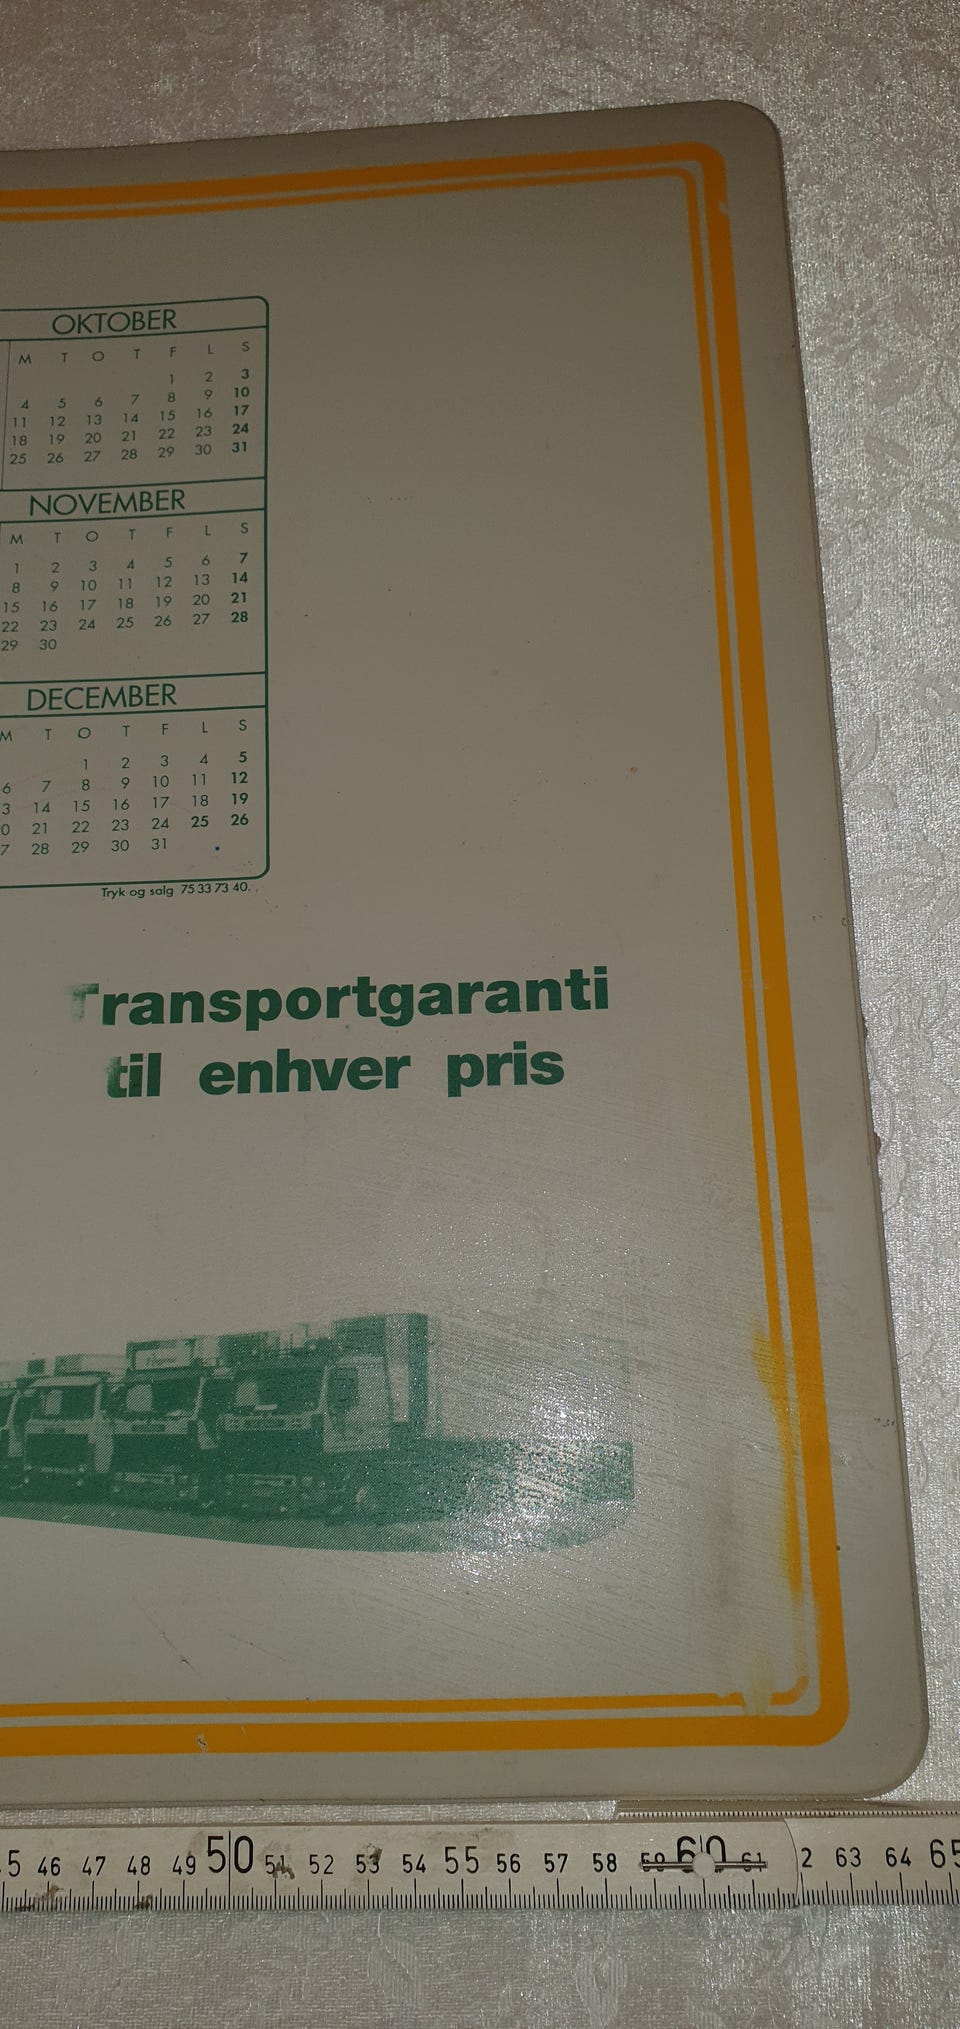 OKTOBER
M T O T F L S
1 2 3
4 5 6 7 8 9 10
11 12 13 14 15 16 17
18 19 20 21 22 23 24
25 26 27 28 29 30 31
NOVEMBER
M T O T F L S
1 2 3 4 5 6 7
8 9 10 11 12 13 14
15 16 17 18 19 20 21
22 23 24 25 26 27 28
29 30
DECEMBER
M T O T F L S
1 2 3 4 5
6 7 8 9 10 11 12
3 14 15 16 17 18 19
0 21 22 23 24 25 26
7 28 29 30 31
Tryk og salg 75 33 73 40.
Transportgaranti
til enhver pris
5 46 47 48 49 50 51 52 53 54 55 56 57 58 59 60 61 2 63 64 65